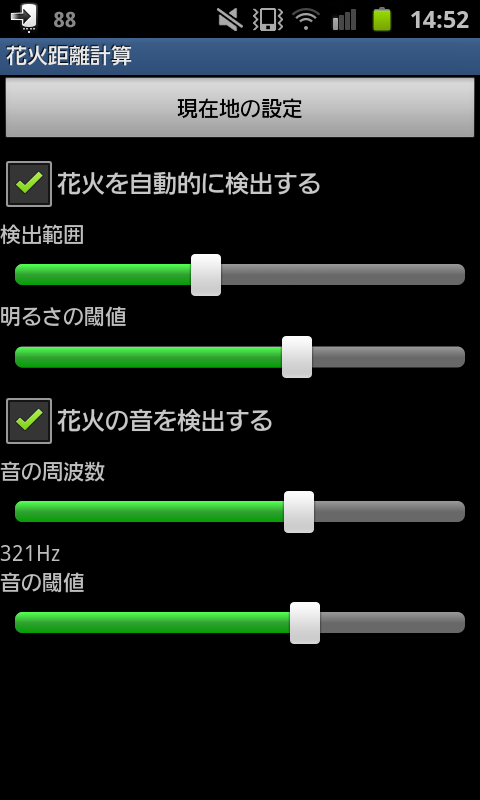 88 14:52
花火距離計算
現在地の設定
花火を自動的に検出する
検出範囲
明るさの閾値
花火の音を検出する
音の周波数
321Hz
音の閾値